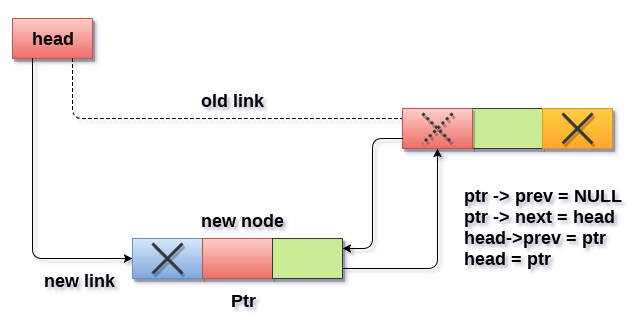 head
old link
ptr -> prev = NULL
ptr -> next = head
head->prev = ptr
head = ptr
new node
new link
Ptr